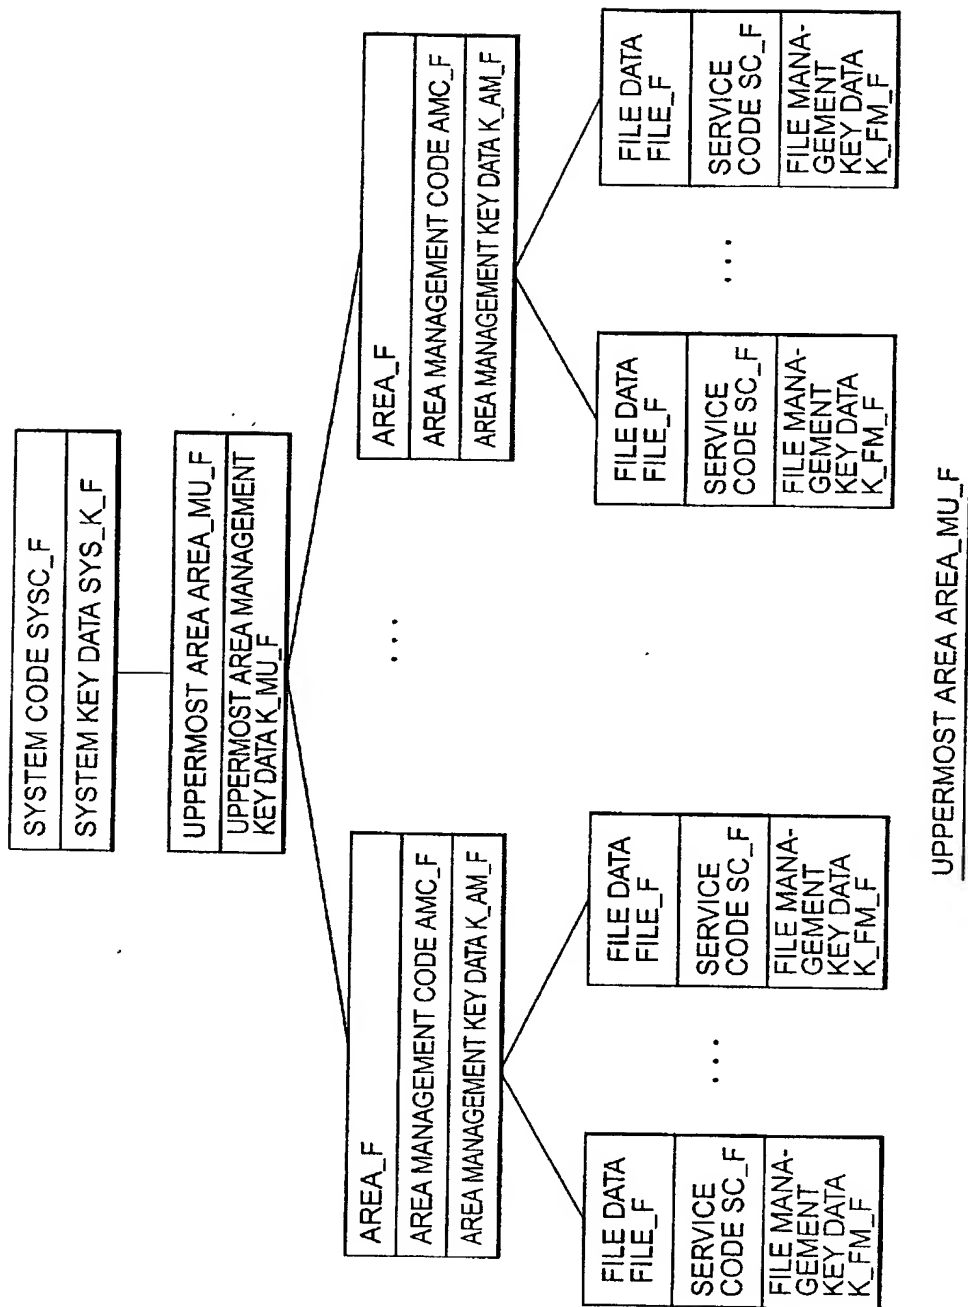 SYSTEM CODE SYSC_F
SYSTEM KEY DATA SYS_K_F
UPPERMOST AREA AREA_MU_F
UPPERMOST AREA MANAGEMENT
KEY DATA K_MU_F
AREA_F
AREA MANAGEMENT CODE AMC_F
AREA MANAGEMENT KEY DATA K_AM_F
...
AREA_F
AREA MANAGEMENT CODE AMC_F
AREA MANAGEMENT KEY DATA K_AM_F
FILE DATA
FILE_F
SERVICE
CODE SC_F
FILE MANA-
GEMENT
KEY DATA
K_FM_F
...
FILE DATA
FILE_F
SERVICE
CODE SC_F
FILE MANA-
GEMENT
KEY DATA
K_FM_F
FILE DATA
FILE_F
SERVICE
CODE SC_F
FILE MANA-
GEMENT
KEY DATA
K_FM_F
...
FILE DATA
FILE_F
SERVICE
CODE SC_F
FILE MANA-
GEMENT
KEY DATA
K_FM_F
UPPERMOST AREA AREA_MU_F